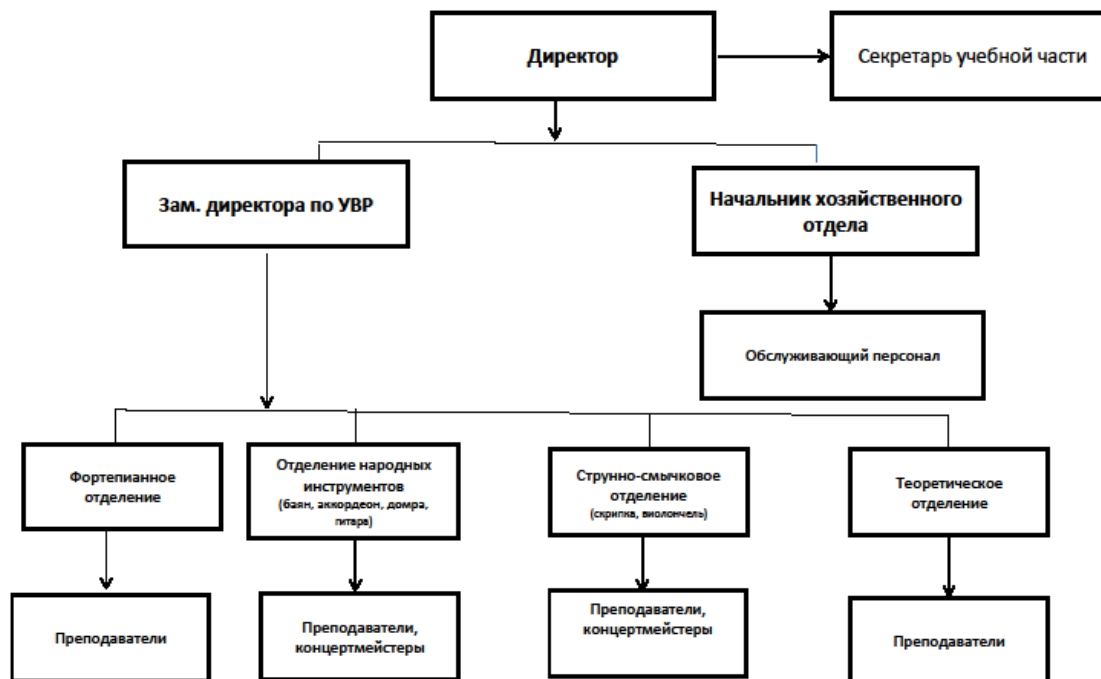 Директор
Секретарь учебной части
Зам. директора по УВР
Начальник хозяйственного
отдела
Обслуживающий персонал
Фортепианное
отделение
Отделение народных
инструментов
(баян, аккордеон, домра,
гитара)
Струнно-смычковое
отделение
(скрипка, виолончель)
Теоретическое
отделение
Преподаватели
Преподаватели,
концертмейстеры
Преподаватели,
концертмейстеры
Преподаватели